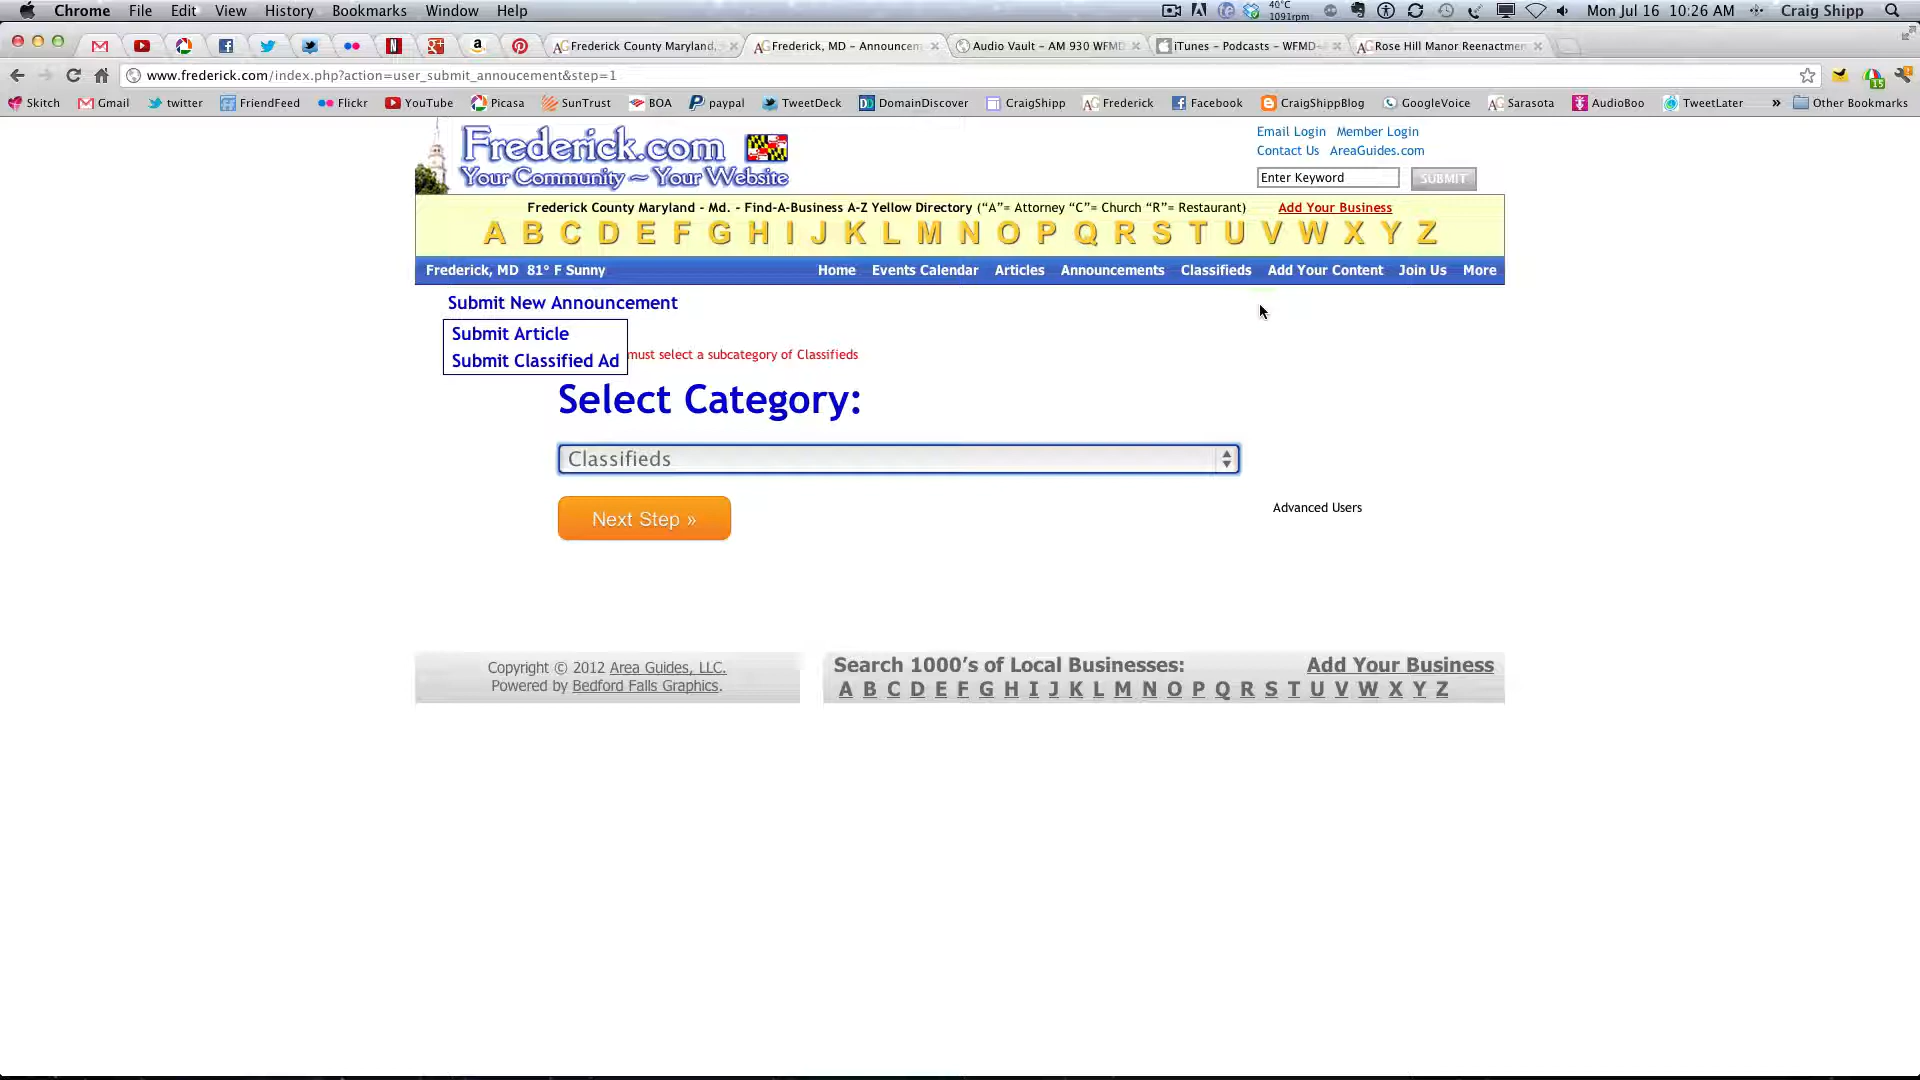 Chrome File Edit View History Bookmarks Window Help 40°C 1091rpm Mon Jul 16 10:26 AM Craig Shipp
Frederick County Maryland, Frederick, MD – Announcem Audio Vault – AM 930 WFMD iTunes – Podcasts – WFMD Rose Hill Manor Reenactmen
www.frederick.com/index.php?action=user_submit_annoucement&step=1 15
Skitch Gmail twitter FriendFeed Flickr YouTube Picasa SunTrust BOA paypal TweetDeck DomainDiscover CraigShipp Frederick Facebook CraigShippBlog GoogleVoice Sarasota AudioBoo TweetLater » Other Bookmarks
Frederick.com
Your Community ~ Your Website
Email Login Member Login
Contact Us AreaGuides.com
Enter Keyword SUBMIT
Frederick County Maryland - Md. - Find-A-Business A-Z Yellow Directory (“A”= Attorney “C”= Church “R”= Restaurant) Add Your Business
A B C D E F G H I J K L M N O P Q R S T U V W X Y Z
Frederick, MD 81° F Sunny Home Events Calendar Articles Announcements Classifieds Add Your Content Join Us More
Submit New Announcement
Submit Article
Submit Classified Ad
must select a subcategory of Classifieds
Select Category:
Classifieds
Next Step »
Advanced Users
Copyright © 2012 Area Guides, LLC.
Powered by Bedford Falls Graphics.
Search 1000’s of Local Businesses: Add Your Business
A B C D E F G H I J K L M N O P Q R S T U V W X Y Z